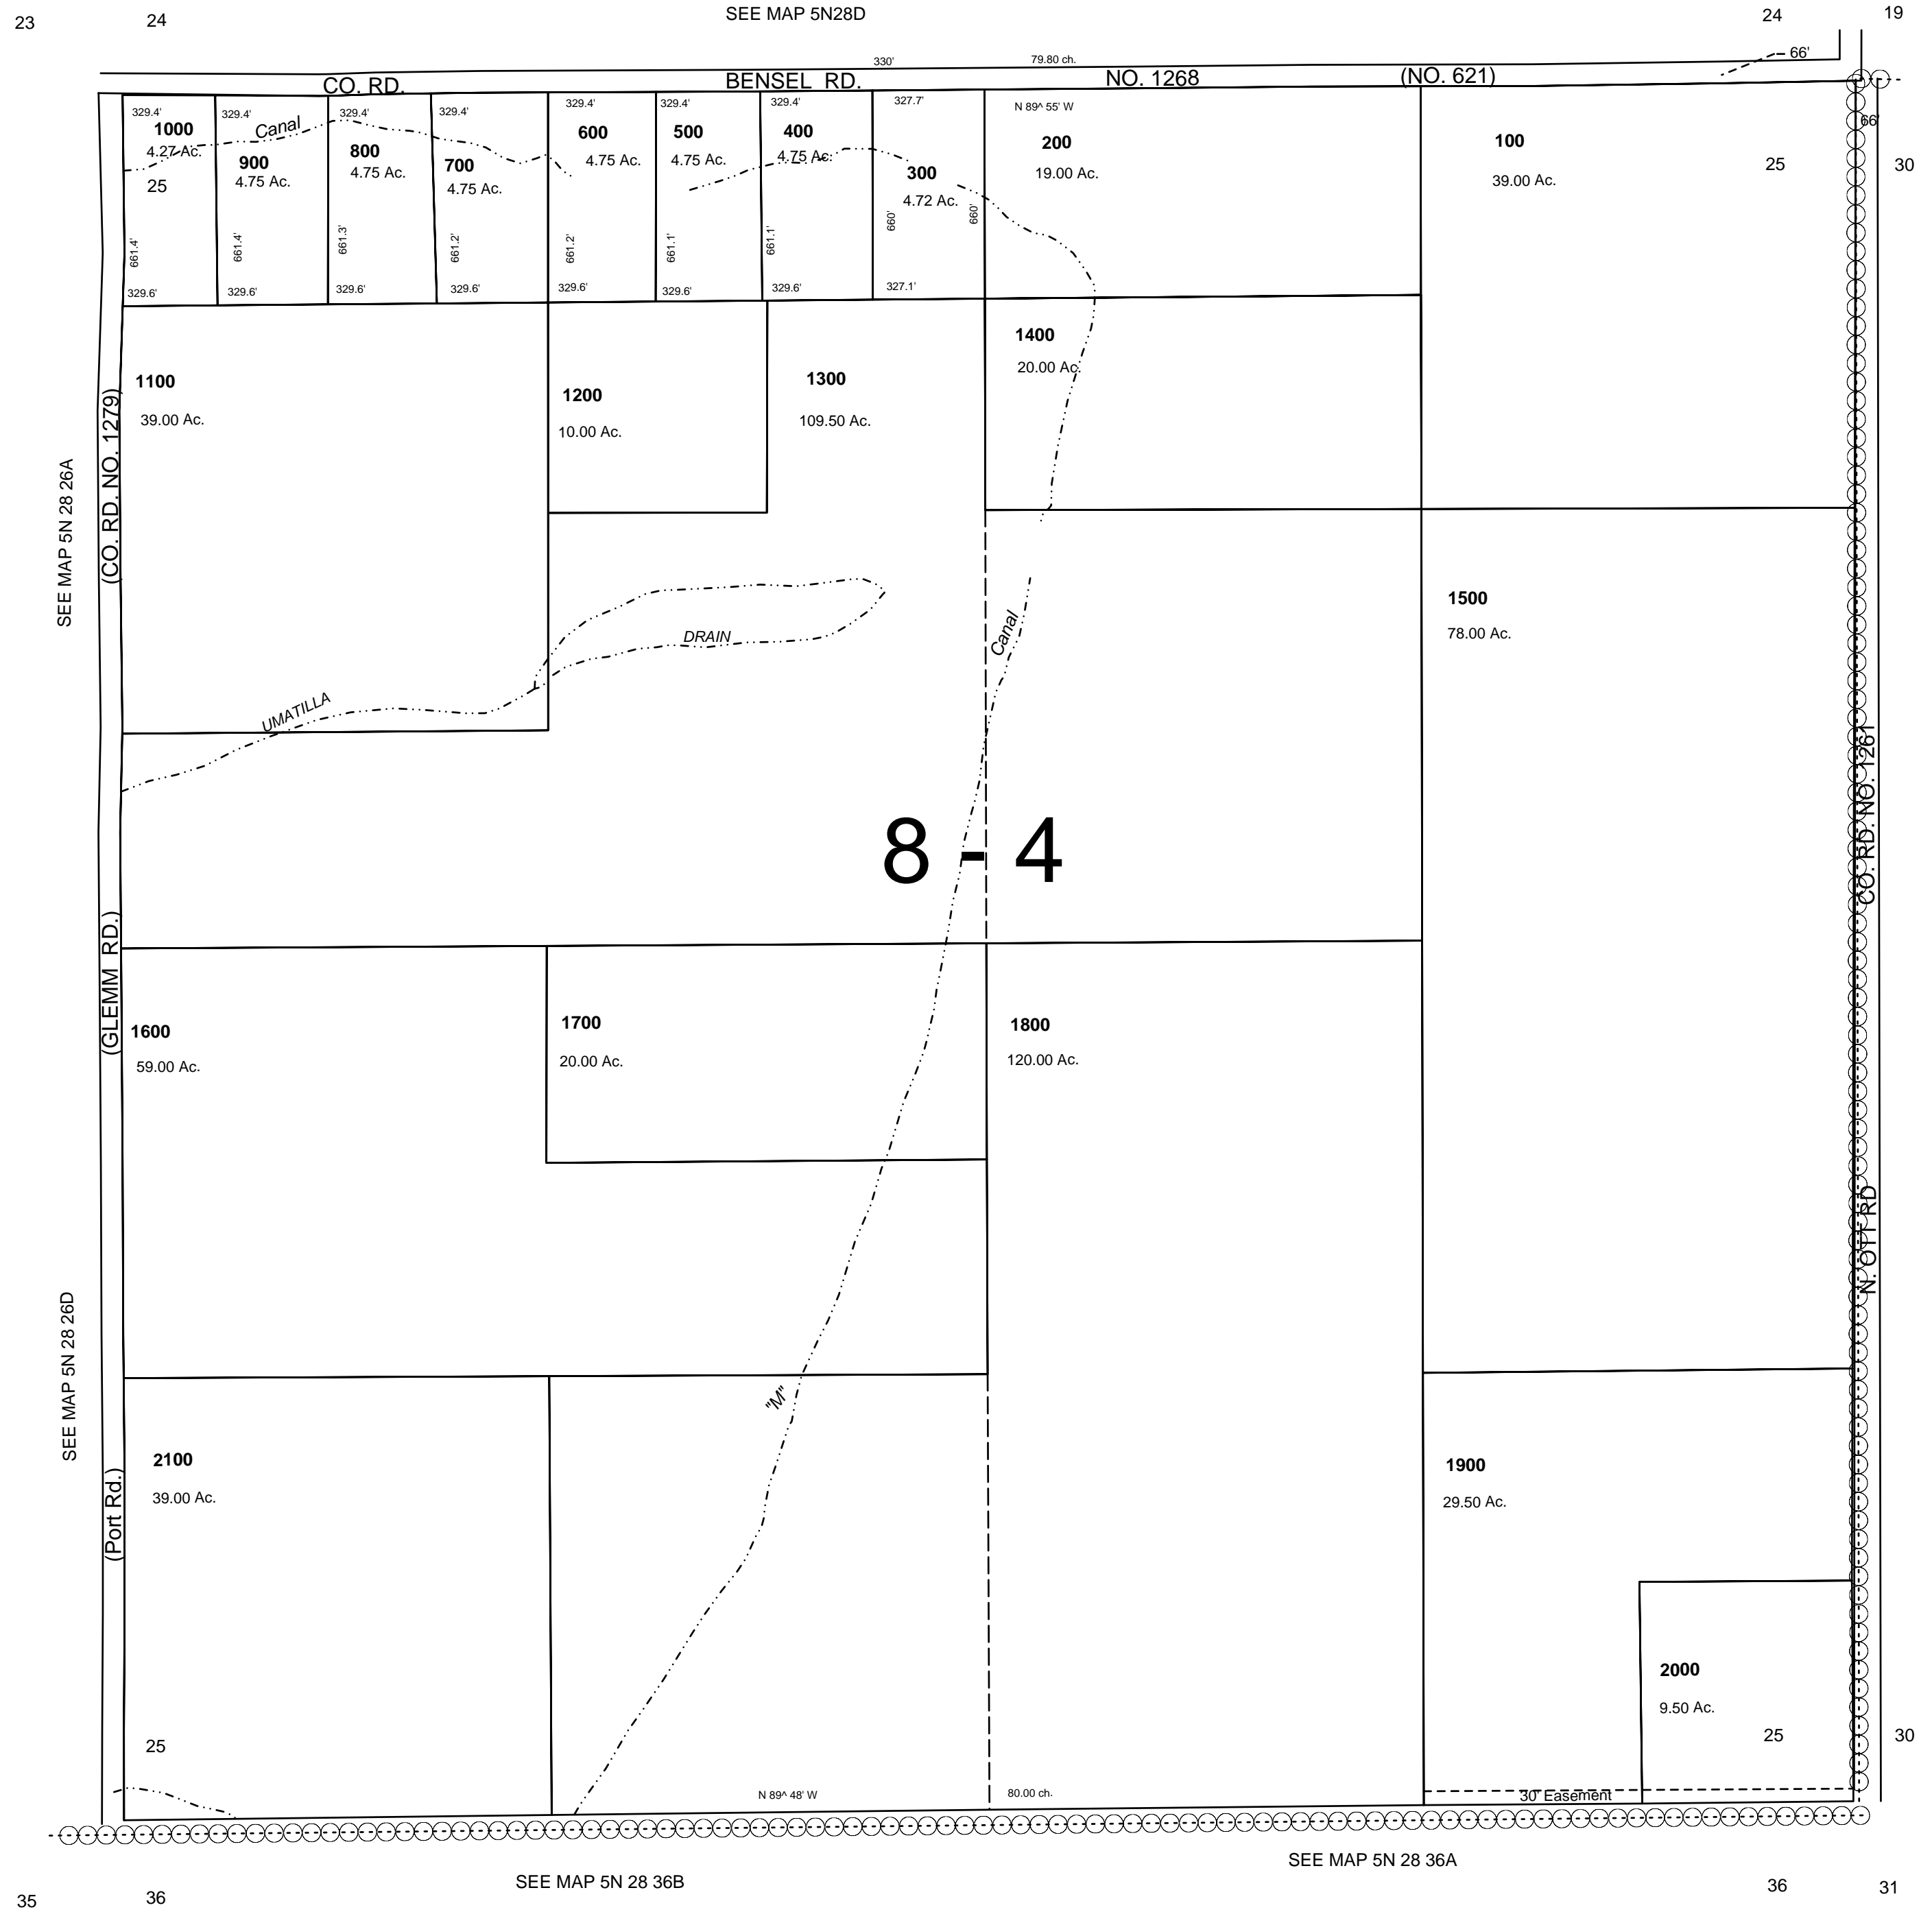 23
24
SEE MAP 5N28D
24
19
66'
330'
79.80 ch.
CO. RD.
BENSEL RD.
NO. 1268
(NO. 621)
329.4'
329.4'
329.4'
329.4'
329.4'
329.4'
329.4'
327.7'
N 89^ 55' W
66'
1000
4.27 Ac.
25
Canal
900
4.75 Ac.
800
4.75 Ac.
700
4.75 Ac.
600
4.75 Ac.
500
4.75 Ac.
400
4.75 Ac.
300
4.72 Ac.
200
19.00 Ac.
100
39.00 Ac.
25
30
661.4'
661.4'
661.3'
661.2'
661.2'
661.1'
661.1'
660'
660'
329.6'
329.6'
329.6'
329.6'
329.6'
329.6'
329.6'
327.1'
1100
39.00 Ac.
1200
10.00 Ac.
1300
109.50 Ac.
1400
20.00 Ac.
(CO. RD. NO. 1279)
SEE MAP 5N 28 26A
1500
78.00 Ac.
DRAIN
UMATILLA
Canal
CO. RD. NO. 1261
8 - 4
(GLEMM RD.)
1600
59.00 Ac.
1700
20.00 Ac.
1800
120.00 Ac.
N. OTT RD
SEE MAP 5N 28 26D
"M"
(Port Rd.)
2100
39.00 Ac.
1900
29.50 Ac.
2000
9.50 Ac.
25
25
30
N 89^ 48' W
80.00 ch.
30' Easement
SEE MAP 5N 28 36A
SEE MAP 5N 28 36B
35
36
36
31